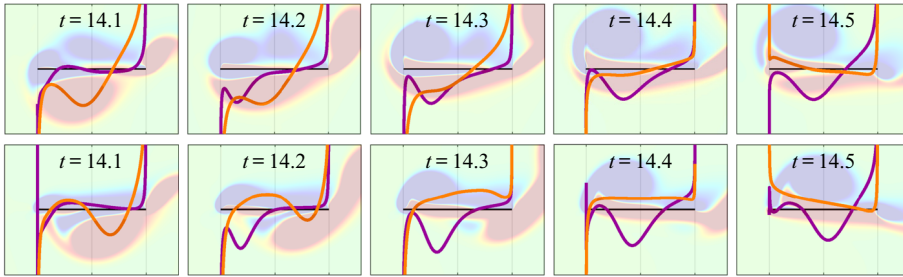 t = 14.1
t = 14.2
t = 14.3
t = 14.4
t = 14.5
t = 14.1
t = 14.2
t = 14.3
t = 14.4
t = 14.5